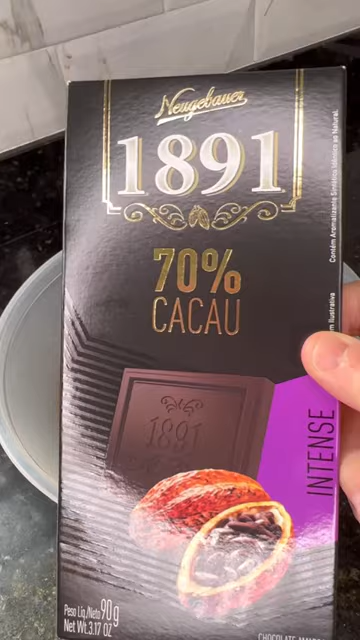 Neugebauer
1891
70%
CACAU
1891
INTENSE
Peso Líq./Neto 90g
Net Wt. 3.17 OZ
Contém Aromatizante Sintético Idêntico ao Natural.
Ilustrativa
CHOCOLATE